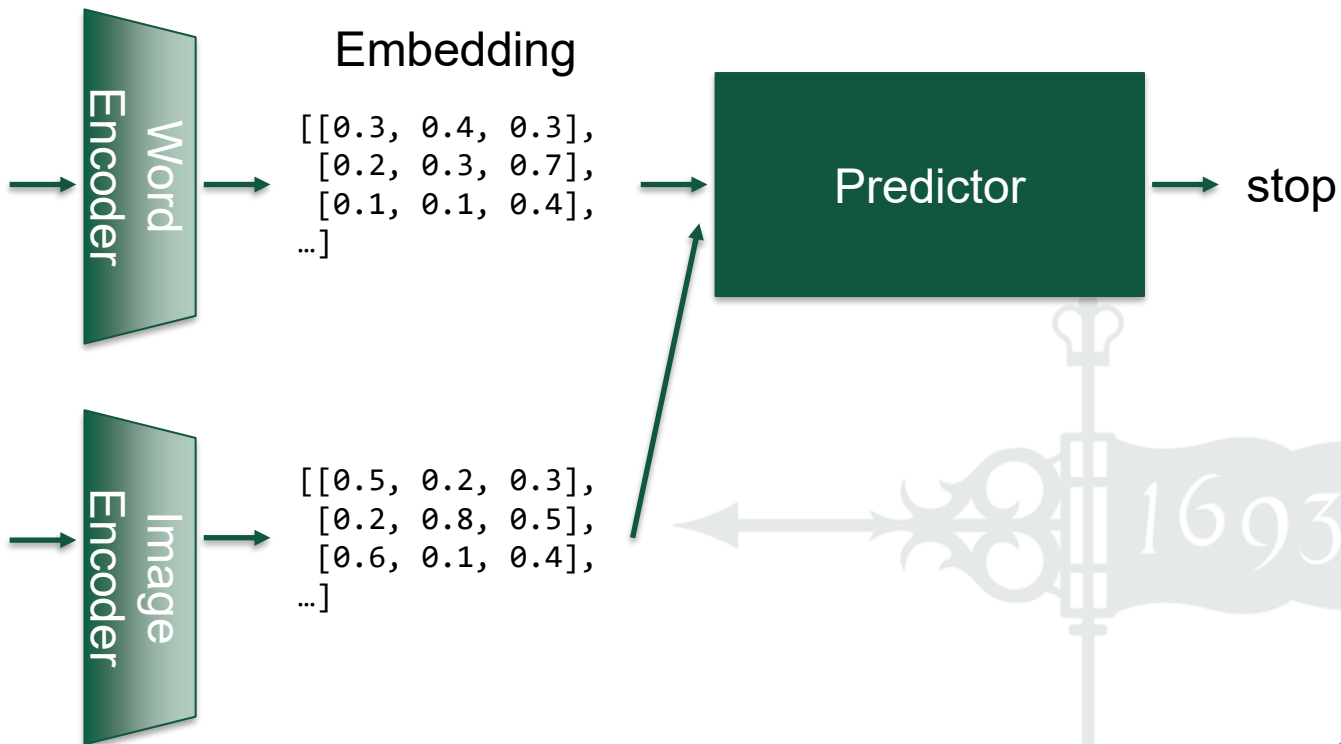 Embedding
Word
Encoder
[[0.3, 0.4, 0.3],
[0.2, 0.3, 0.7],
[0.1, 0.1, 0.4],
…]
Predictor
stop
Image
Encoder
[[0.5, 0.2, 0.3],
[0.2, 0.8, 0.5],
[0.6, 0.1, 0.4],
…]
1693